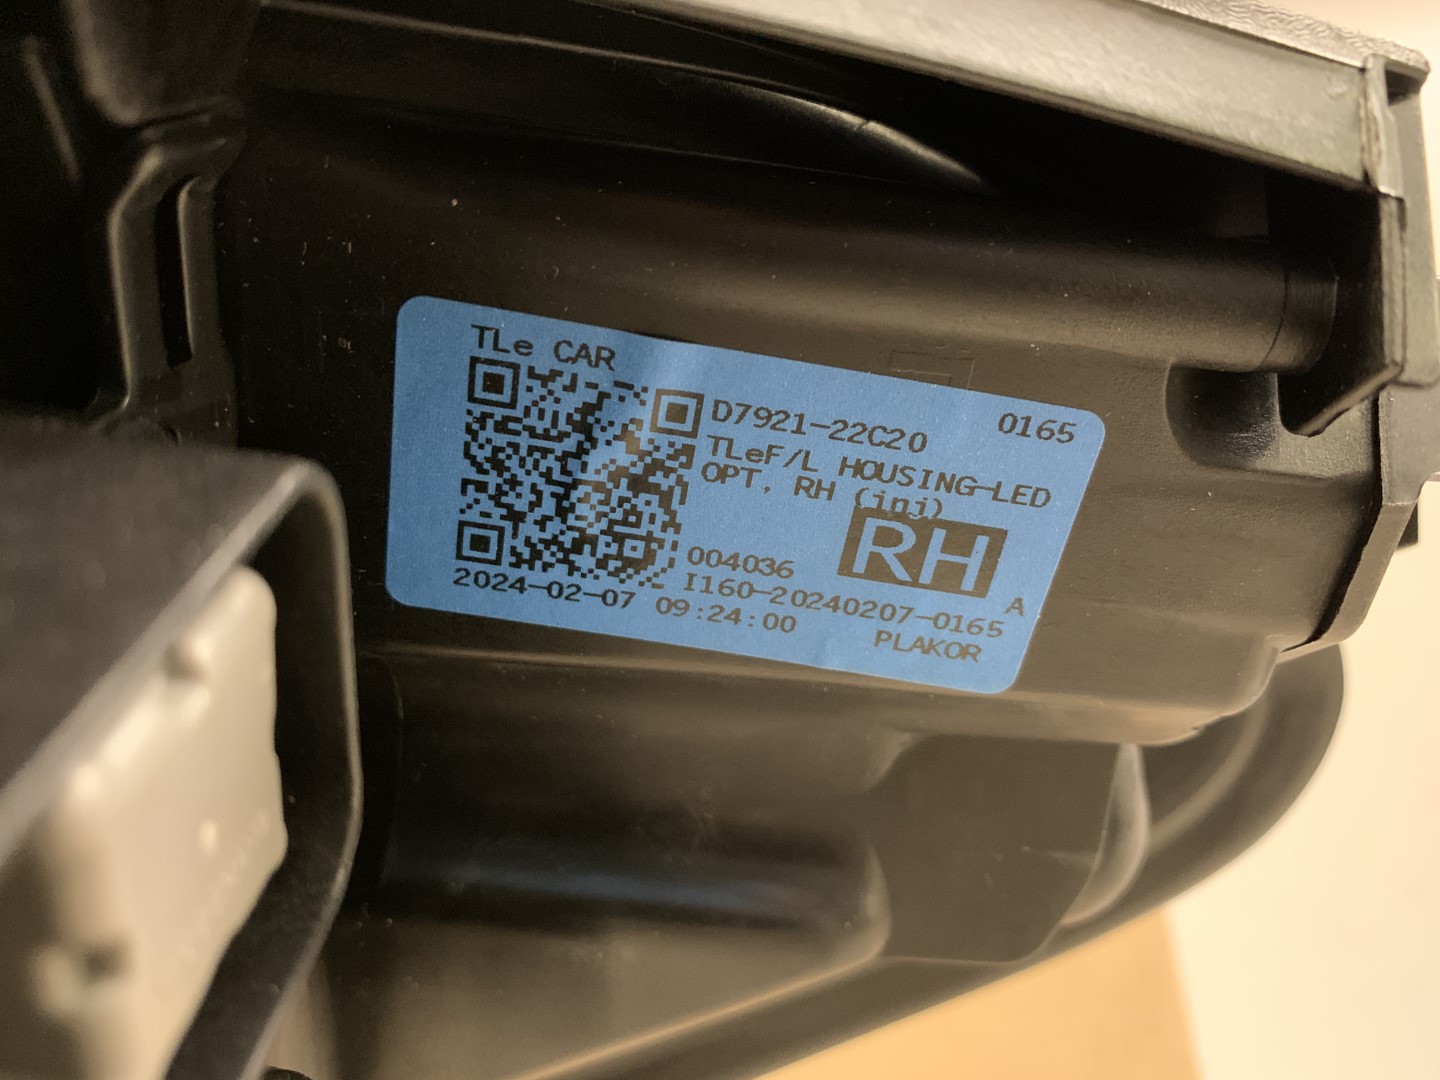 TLe CAR
D7921-22C20 0165
TLeF/L HOUSING-LED
OPT, RH (inj)
RH
004036
A
I160-20240207-0165
2024-02-07 09:24:00 PLAKOR